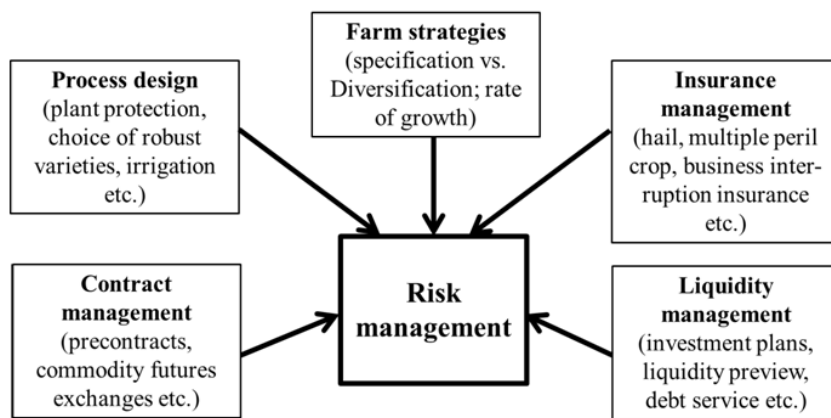 Farm strategies
(specification vs.
Diversification; rate
of growth)
Process design
(plant protection,
choice of robust
varieties, irrigation
etc.)
Insurance
management
(hail, multiple peril
crop, business inter-
ruption insurance
etc.)
Risk
management
Contract
management
(precontracts,
commodity futures
exchanges etc.)
Liquidity
management
(investment plans,
liquidity preview,
debt service etc.)